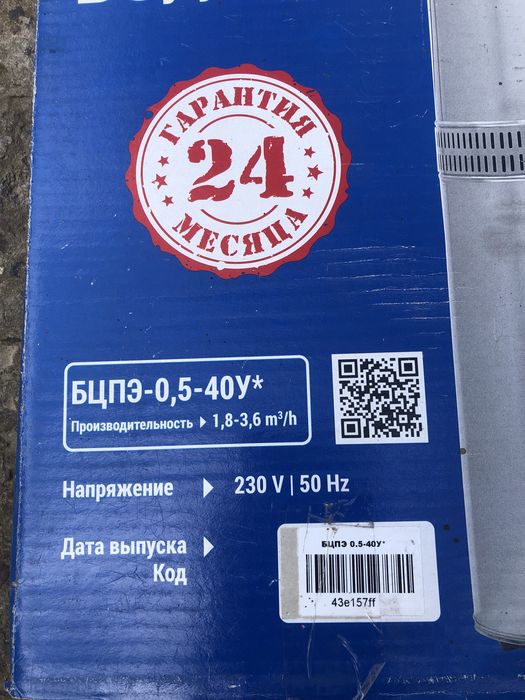 ГАРАНТИЯ
24
МЕСЯЦА
БЦПЭ-0,5-40У*
Производительность 1,8-3,6 m³/h
Напряжение 230 V | 50 Hz
Дата выпуска
Код
БЦПЭ 0.5-40У*
43e157ff